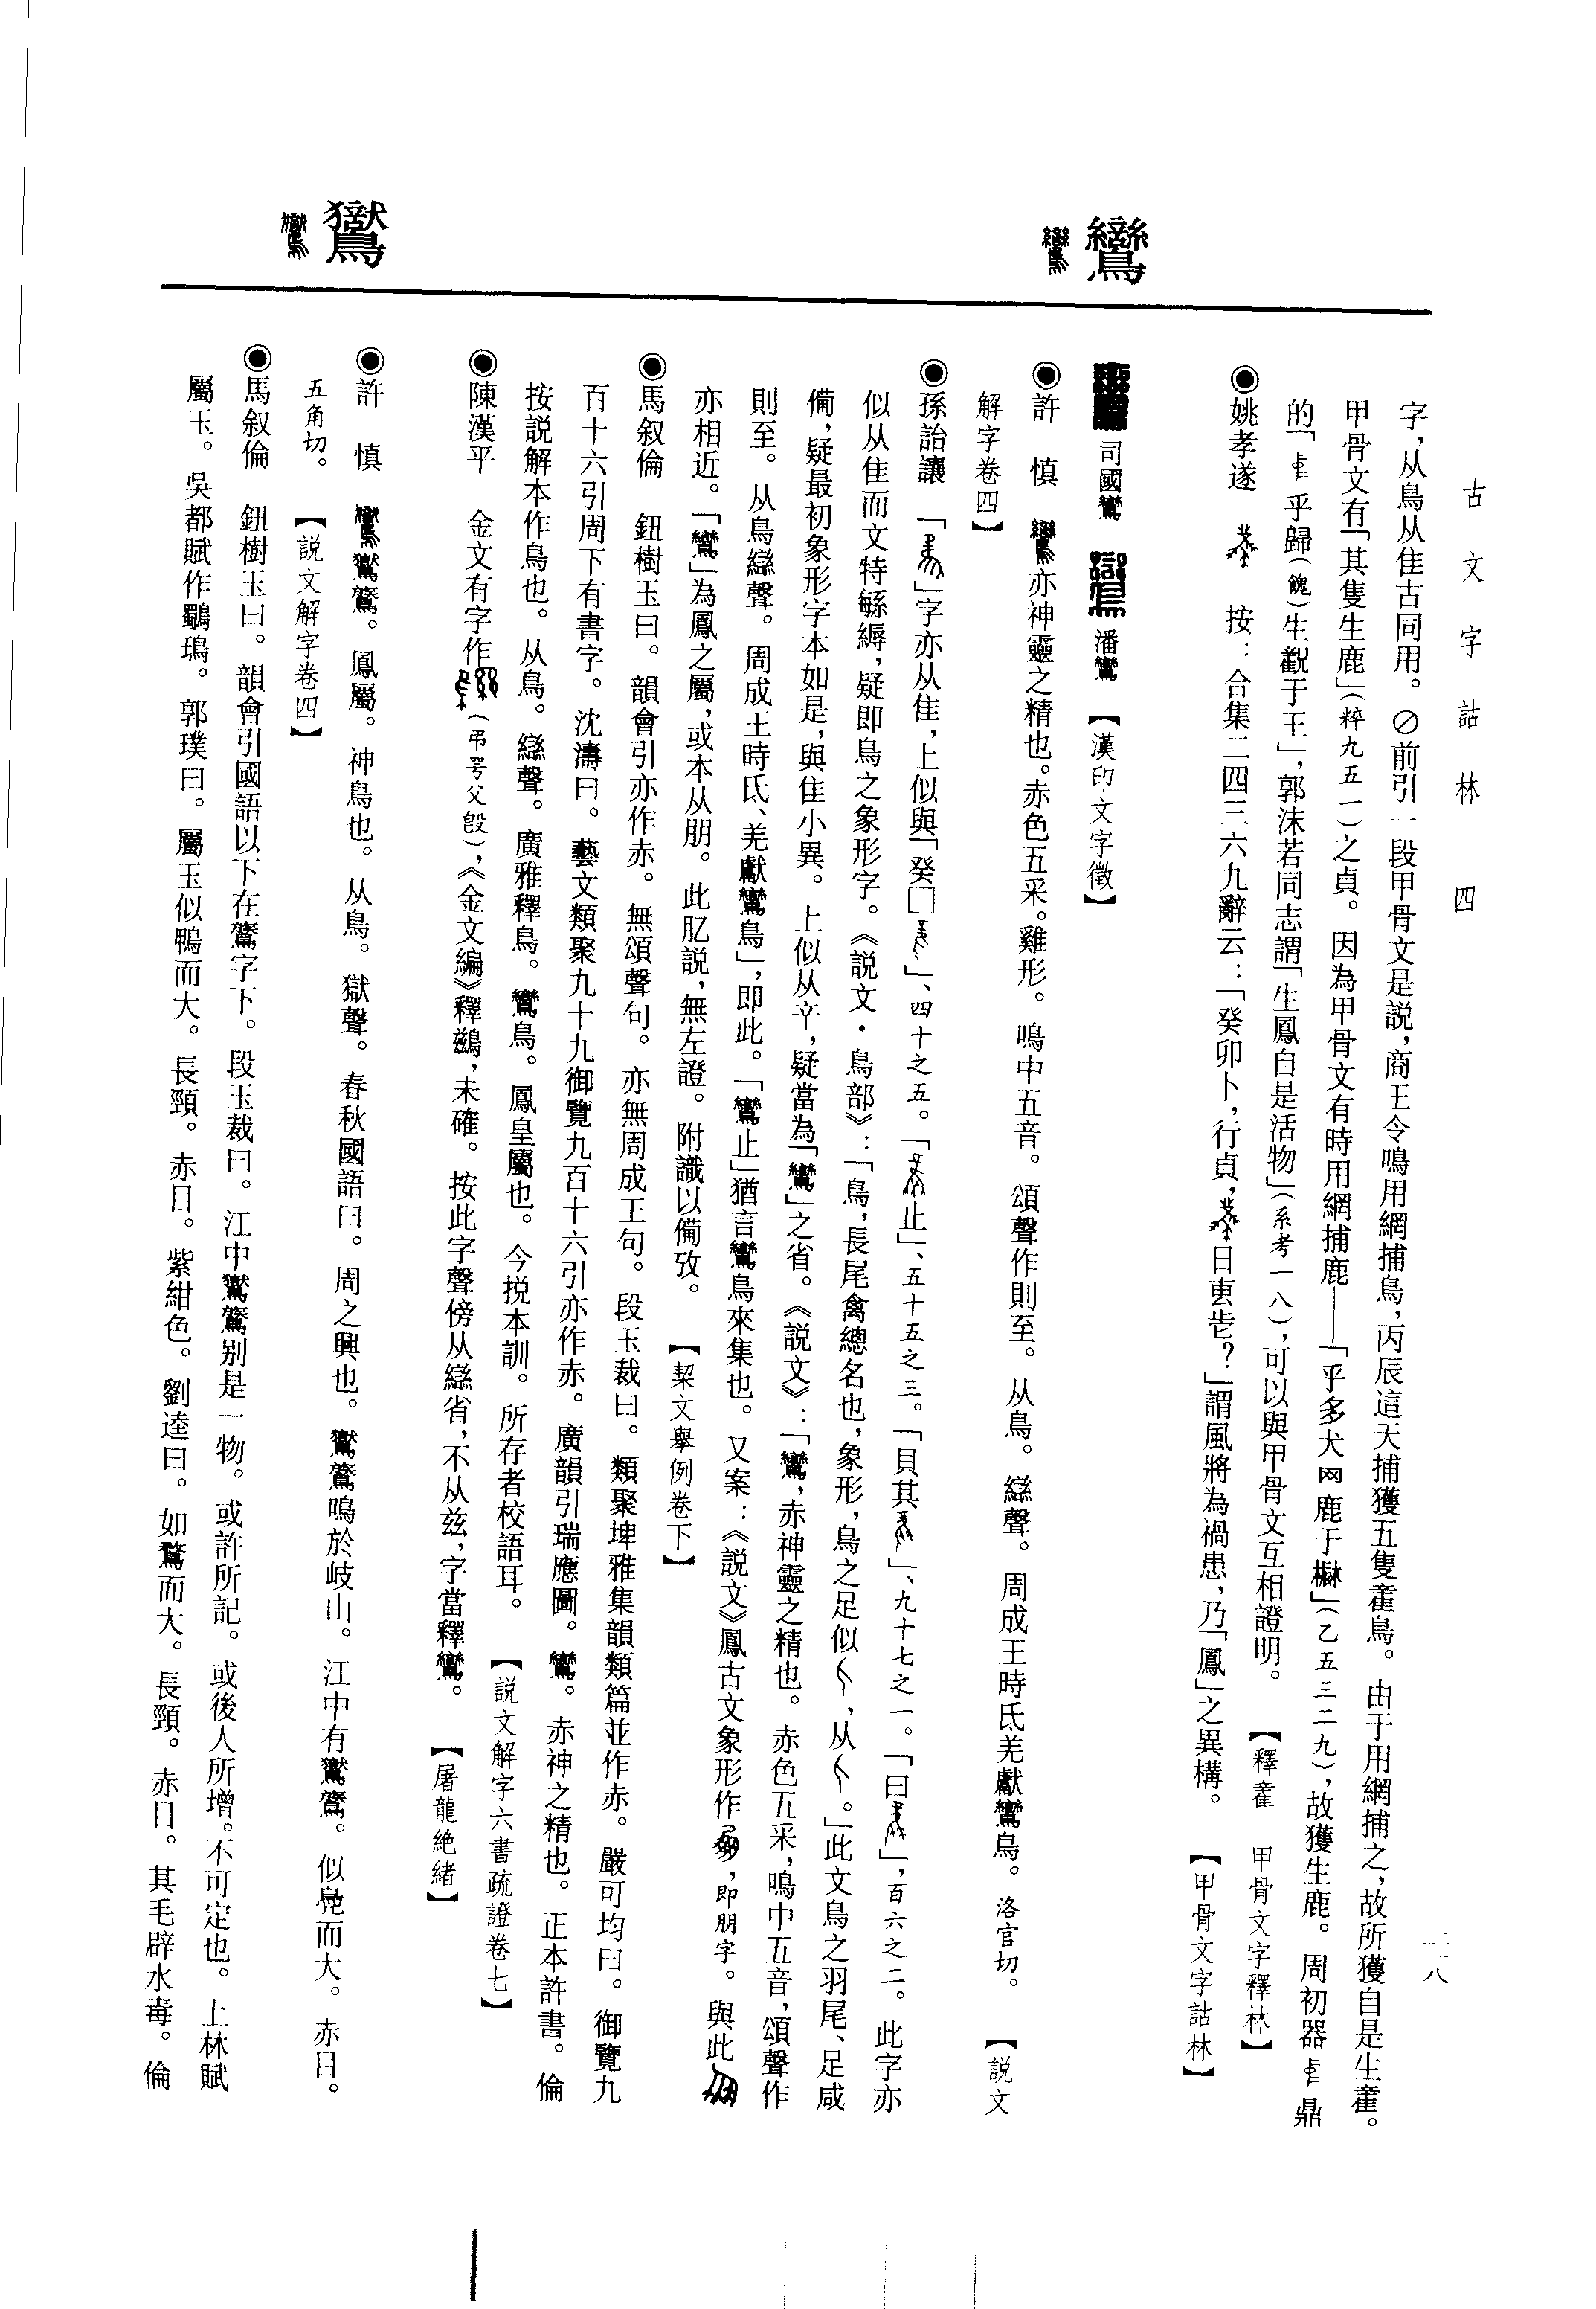 古文字詁林 四
二一八
字，从鳥从隹古同用。⊘前引一段甲骨文是説，商王令鳴用網捕鳥，丙辰這天捕獲五隻雈鳥。由于用網捕之，故所獲自是生雈。
甲骨文有「其隻生鹿」（粹九五一）之貞。因為甲骨文有時用網捕鹿——「乎多犬网鹿于」（乙五三二九），故獲生鹿。周初器鼎
的「乎歸（餽）生鳳于王」，郭沫若同志謂「生鳳自是活物」（系考一八），可以與甲骨文互相證明。【釋雈 甲骨文字釋林】
◉姚孝遂 按：合集二四三六九辭云：「癸卯卜，行貞，日叀壱？」謂風將為禍患，乃「鳳」之異構。【甲骨文字詁林】
鸞
司國鸞 潘鸞 【漢印文字徵】
◉許 慎 亦神靈之精也。赤色五采。雞形。鳴中五音。頌聲作則至。从鳥。䜌聲。周成王時氐羌獻鸞鳥。洛官切。【説文
解字卷四】
◉孫詒讓 「」字亦从隹，上似與「癸□」、四十之五。「止」、五十五之三。「貝其」、九十七之一。「曰」，百六之二。此字亦
似从隹而文特緐縟，疑即鳥之象形字。《説文·鳥部》：「鳥，長尾禽總名也，象形，鳥之足似匕，从匕。」此文鳥之羽尾、足咸
備，疑最初象形字本如是，與隹小異。上似从䇂，疑當為「鸞」之省。《説文》：「鸞，赤神靈之精也。赤色五采，鳴中五音，頌聲作
則至。从鳥䜌聲。周成王時氐、羌獻鸞鳥」，即此。「鸞止」猶言鸞鳥來集也。又案：《説文》鳳古文象形作，即朋字。與此
亦相近。「鸞」為鳳之屬，或本从朋。此肊説，無左證。附識以備攷。【栔文舉例卷下】
◉馬叙倫 鈕樹玉曰。韻會引亦作赤。無頌聲句。亦無周成王句。段玉裁曰。類聚埤雅集韻類篇並作赤。嚴可均曰。御覽九
百十六引周下有書字。沈濤曰。藝文類聚九十九御覽九百十六引亦作赤。廣韻引瑞應圖。鸞。赤神之精也。正本許書。倫
按説解本作鳥也。从鳥。䜌聲。廣雅釋鳥。鸞鳥。鳳皇屬也。今挩本訓。所存者校語耳。【説文解字六書疏證卷七】
◉陳漢平 金文有字作（弔咢父𣪘），《金文編》釋鷀，未確。按此字聲傍从䜌省，不从兹，字當釋鸞。【屠龍絶緒】
鸑
◉許 慎 鸑鷟。鳳屬。神鳥也。从鳥。獄聲。春秋國語曰。周之興也。鸑鷟鳴於岐山。江中有鸑鷟。似鳧而大。赤目。
五角切。【説文解字卷四】
◉馬叙倫 鈕樹玉曰。韻會引國語以下在鷟字下。段玉裁曰。江中鸑鷟别是一物。或許所記。或後人所增。不可定也。上林賦
屬玉。吳都賦作鸀鳿。郭璞曰。屬玉似鴨而大。長頸。赤目。紫紺色。劉逵曰。如鶩而大。長頸。赤目。其毛辟水毒。倫